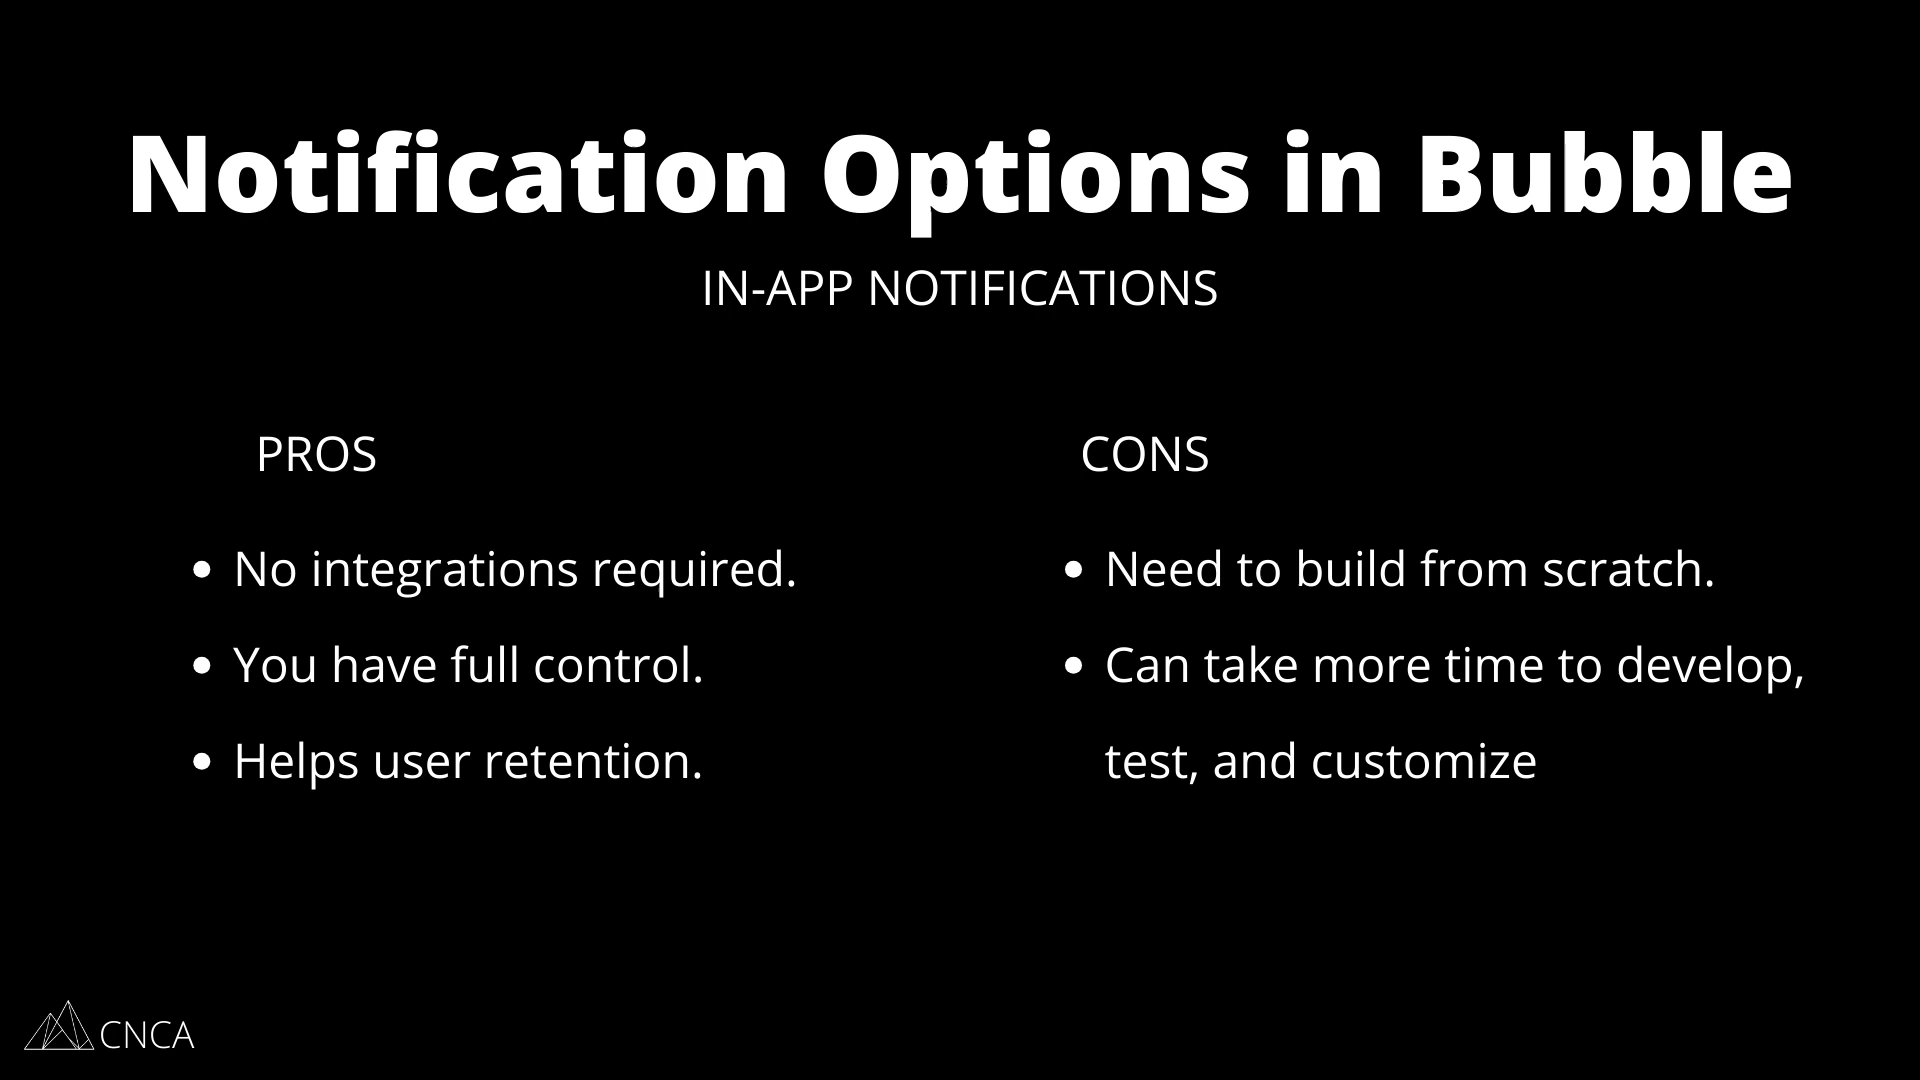 Notification Options in Bubble
IN-APP NOTIFICATIONS
PROS
• No integrations required.
• You have full control.
• Helps user retention.
CONS
• Need to build from scratch.
• Can take more time to develop,
test, and customize
CNCA